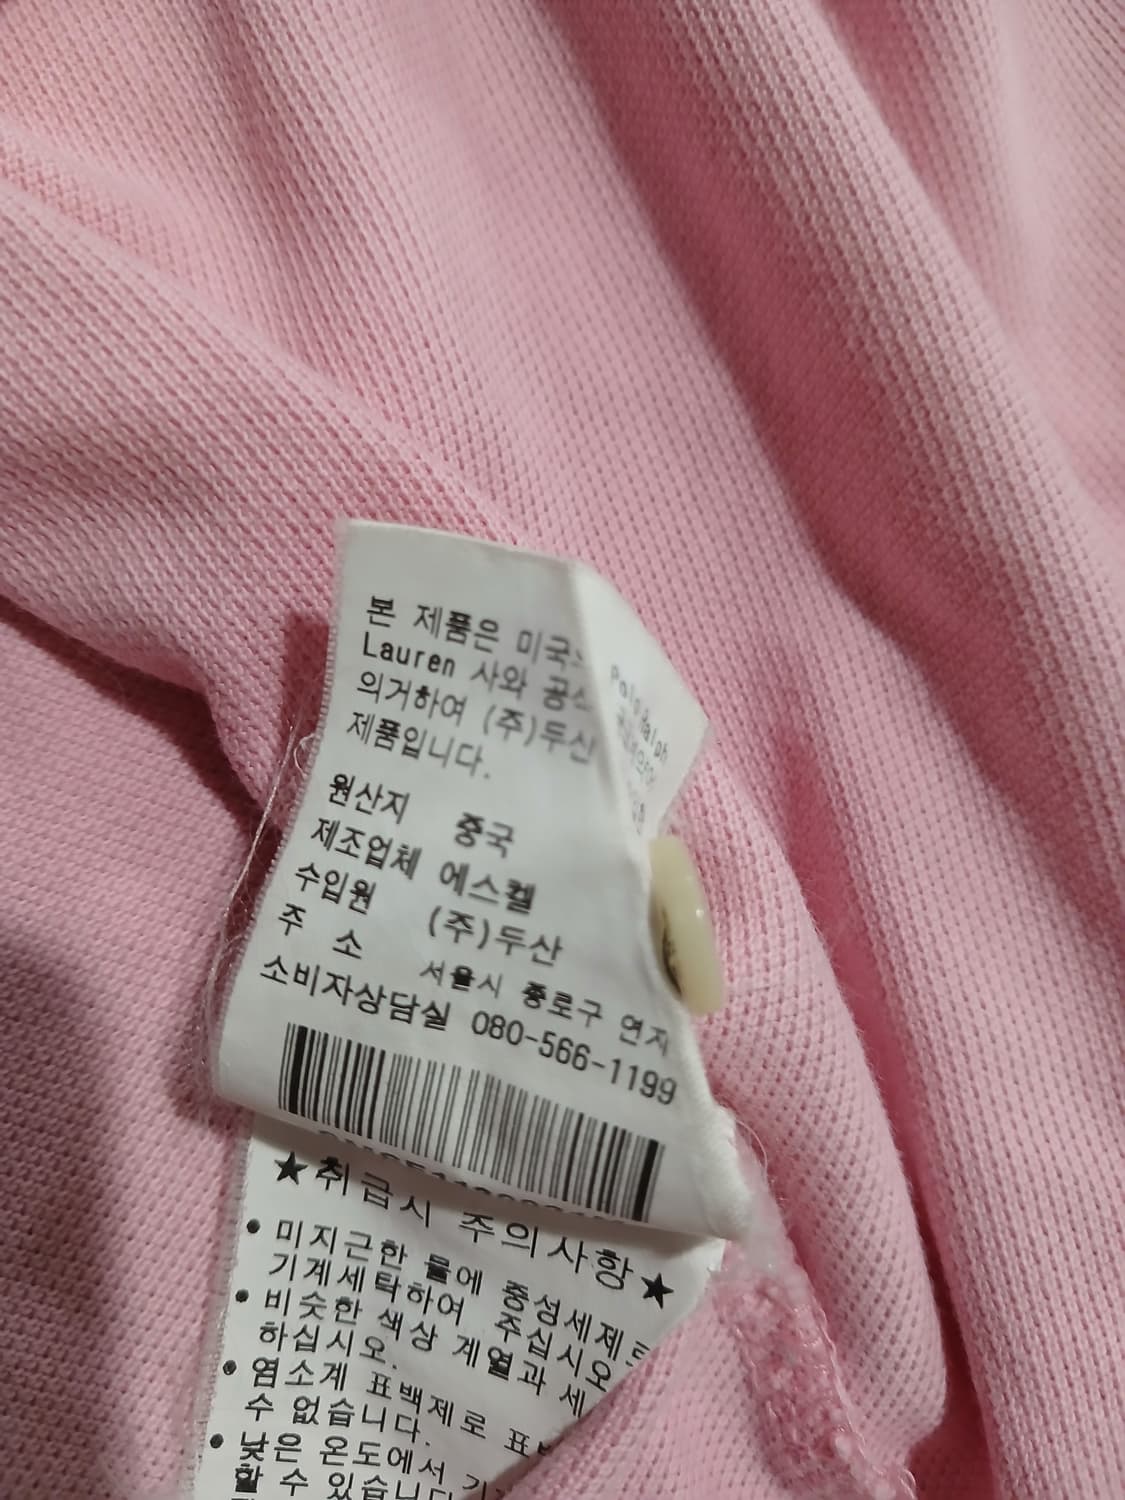 본 제품은 미국 Polo Ralph
Lauren 사와
의거하여 (주)두산
제품입니다.
원산지 중국
제조업체 에스켈
수입원 (주)두산
주 소 서울시 종로구 연지
소비자상담실 080-566-1199
★취급시 주의사항★
• 미지근한 물에 중성세제로
기계세탁하여 주십시오
• 비슷한 색상 계열과 세
하십시오.
• 염소계 표백제로 표
수 없습니다.
• 낮은 온도에서
할 수 있습니다